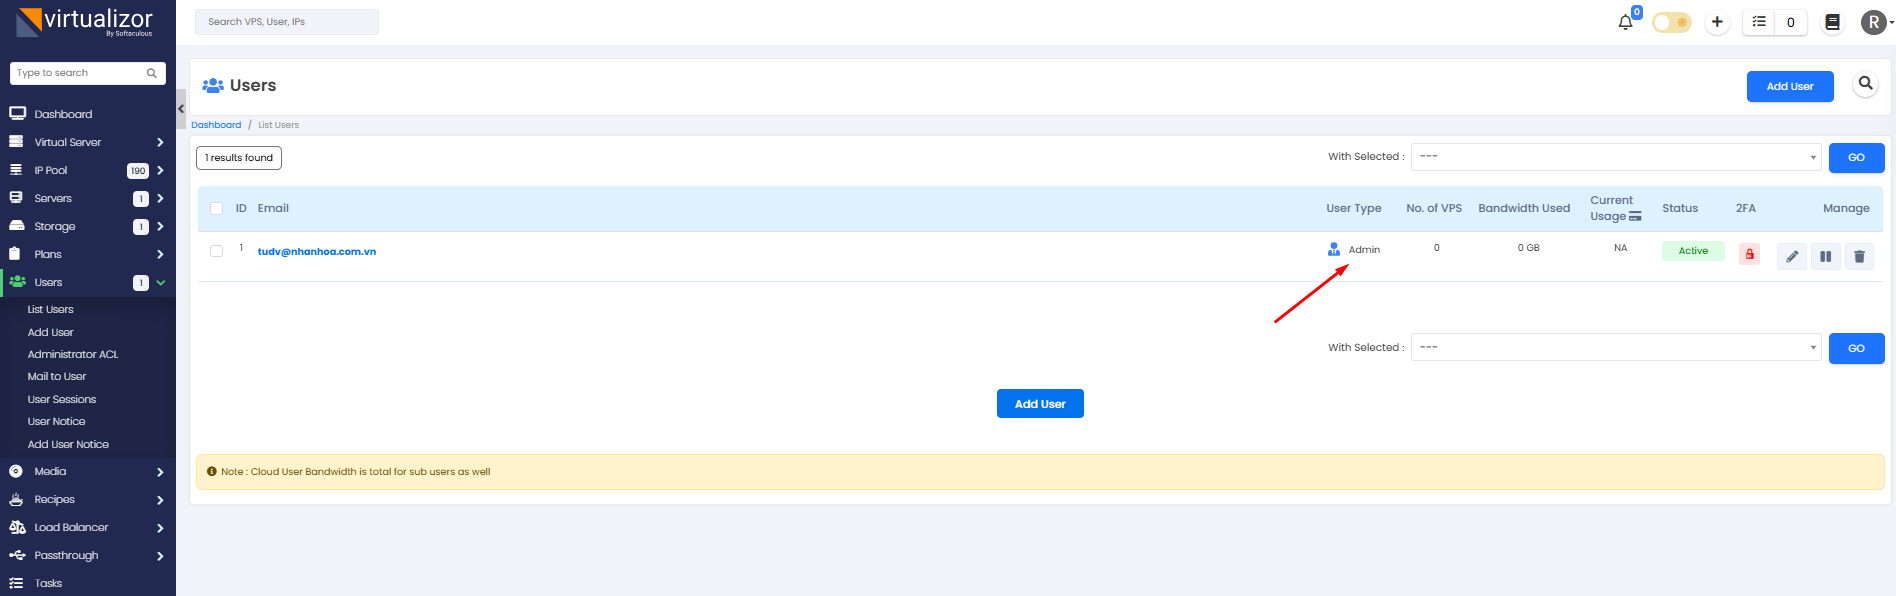 virtualizor
By Softaculous
Search VPS, User, IPs
0
0
R
Type to search
Dashboard
Virtual Server
IP Pool 190
Servers 1
Storage 1
Plans
Users 1
List Users
Add User
Administrator ACL
Mail to User
User Sessions
User Notice
Add User Notice
Media
Recipes
Load Balancer
Passthrough
Tasks
Users
Add User
Dashboard / List Users
1 results found
With Selected : --- GO
ID Email User Type No. of VPS Bandwidth Used Current Usage Status 2FA Manage
1 tudv@nhanhoa.com.vn Admin 0 0 GB NA Active
With Selected : --- GO
Add User
Note : Cloud User Bandwidth is total for sub users as well